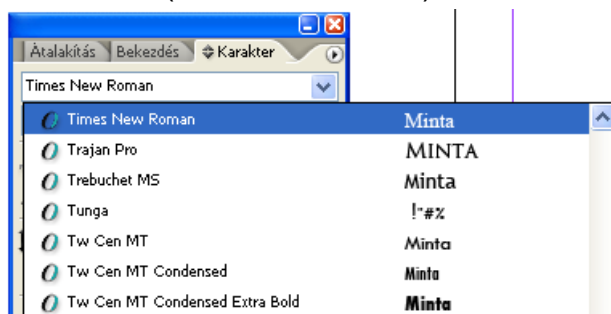 Átalakítás Bekezdés Karakter
Times New Roman
Times New Roman Minta
Trajan Pro MINTA
Trebuchet MS Minta
Tunga !"#%
Tw Cen MT Minta
Tw Cen MT Condensed Minta
Tw Cen MT Condensed Extra Bold Minta